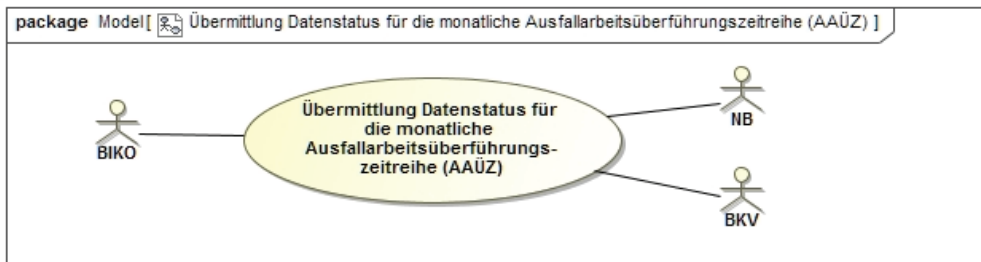 package Model[ Übermittlung Datenstatus für die monatliche Ausfallarbeitsüberführungszeitreihe (AAÜZ) ]
BIKO
Übermittlung Datenstatus für
die monatliche
Ausfallarbeitsüberführungs-
zeitreihe (AAÜZ)
NB
BKV